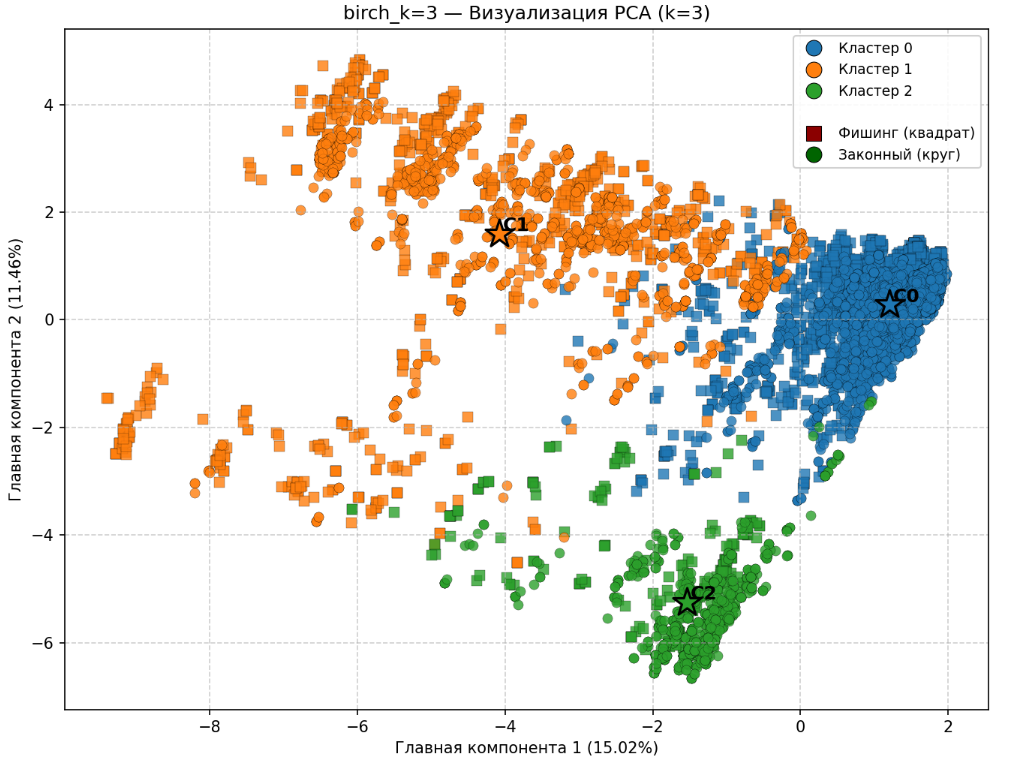 birch_k=3 — Визуализация PCA (k=3)
Кластер 0
Кластер 1
Кластер 2
Фишинг (квадрат)
Законный (круг)
C1
C0
C2
4
2
0
−2
−4
−6
−8
−6
−4
−2
0
2
Главная компонента 1 (15.02%)
Главная компонента 2 (11.46%)